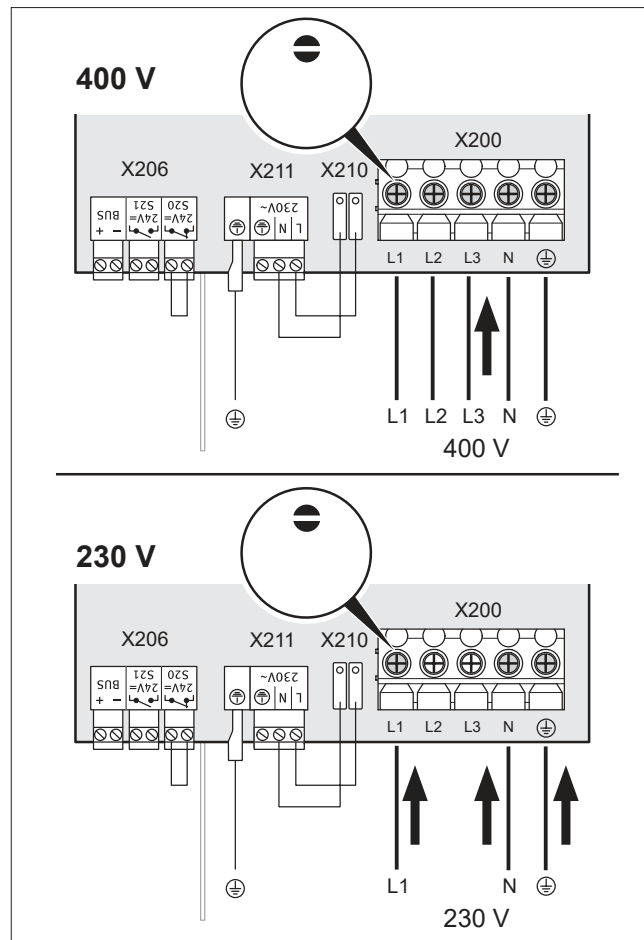 400 V
X200
X206 X211 X210
BUS
+ −
S21
24V=
S20
24V=
230V~
N L
L1 L2 L3 N
L1 L2 L3 N
400 V
230 V
X200
X206 X211 X210
BUS
+ −
S21
24V=
S20
24V=
230V~
N L
L1 L2 L3 N
L1 N
230 V